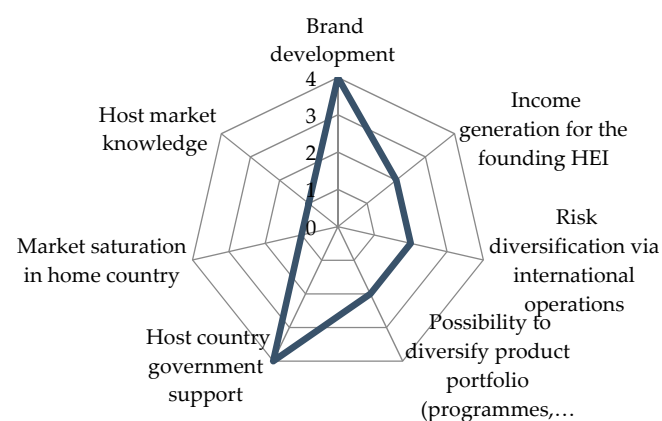 Brand
development
4
3
2
1
0
Income
generation for the
founding HEI
Risk
diversification via
international
operations
Possibility to
diversify product
portfolio
(programmes,…
Host country
government
support
Market saturation
in home country
Host market
knowledge